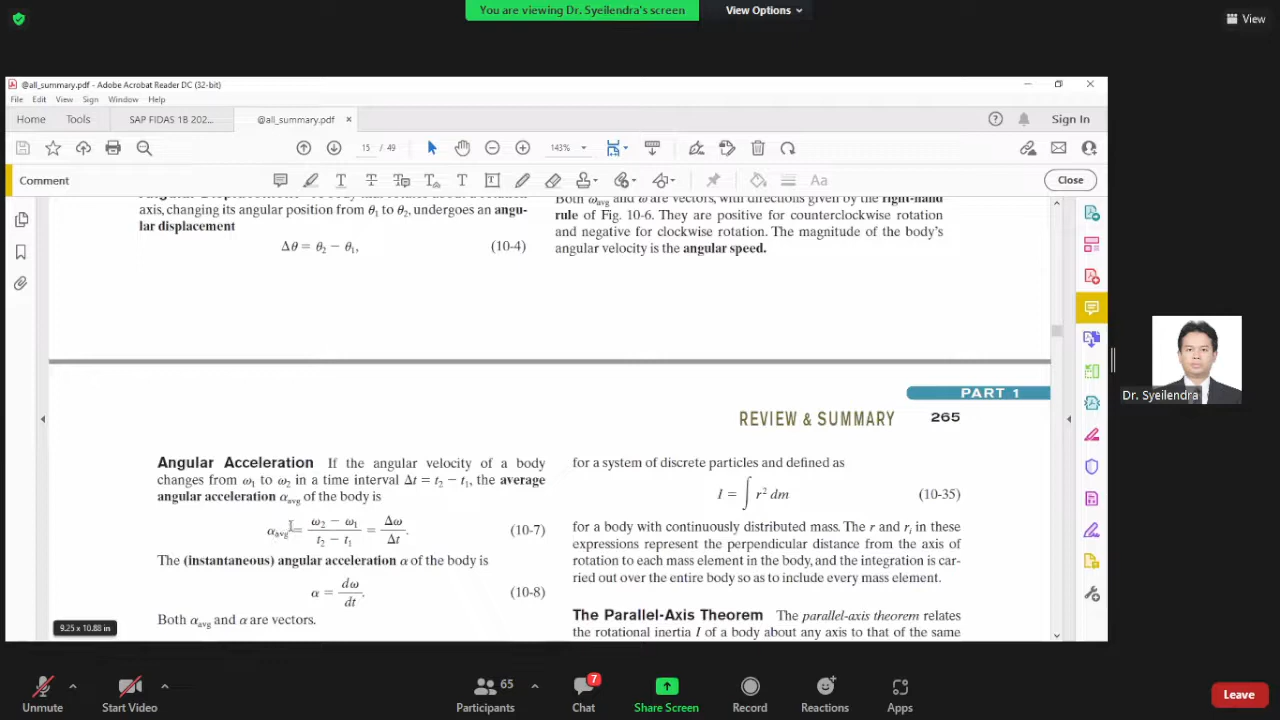 You are viewing Dr. Syeilendra's screen
View Options
View
@all_summary.pdf - Adobe Acrobat Reader DC (32-bit)
File Edit View Sign Window Help
Home Tools SAP FIDAS 1B 202... @all_summary.pdf × Sign In
15 / 49 143%
Comment
Aa
Close
axis, changing its angular position from θ₁ to θ₂, undergoes an angu-
lar displacement
Δθ = θ₂ − θ₁, (10-4)
Both ω_avg and ω are vectors, with directions given by the right-hand
rule of Fig. 10-6. They are positive for counterclockwise rotation
and negative for clockwise rotation. The magnitude of the body's
angular velocity is the angular speed.
PART 1
REVIEW & SUMMARY 265
Angular Acceleration If the angular velocity of a body
changes from ω₁ to ω₂ in a time interval Δt = t₂ − t₁, the average
angular acceleration α_avg of the body is
α_avg = (ω₂ − ω₁)/(t₂ − t₁) = Δω/Δt. (10-7)
The (instantaneous) angular acceleration α of the body is
α = dω/dt. (10-8)
Both α_avg and α are vectors.
for a system of discrete particles and defined as
I = ∫ r² dm (10-35)
for a body with continuously distributed mass. The r and rᵢ in these
expressions represent the perpendicular distance from the axis of
rotation to each mass element in the body, and the integration is car-
ried out over the entire body so as to include every mass element.
The Parallel-Axis Theorem The parallel-axis theorem relates
the rotational inertia I of a body about any axis to that of the same
9.25 x 10.88 in
Dr. Syeilendra
Unmute
Start Video
65
Participants
7
Chat
Share Screen
Record
Reactions
Apps
Leave